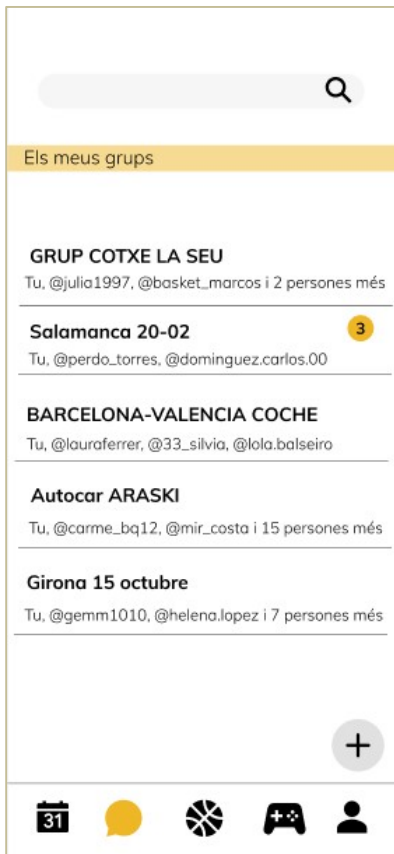 Els meus grups
GRUP COTXE LA SEU
Tu, @julia1997, @basket_marcos i 2 persones més
Salamanca 20-02
3
Tu, @perdo_torres, @dominguez.carlos.00
BARCELONA-VALENCIA COCHE
Tu, @lauraferrer, @33_silvia, @lola.balseiro
Autocar ARASKI
Tu, @carme_bq12, @mir_costa i 15 persones més
Girona 15 octubre
Tu, @gemm1010, @helena.lopez i 7 persones més
31